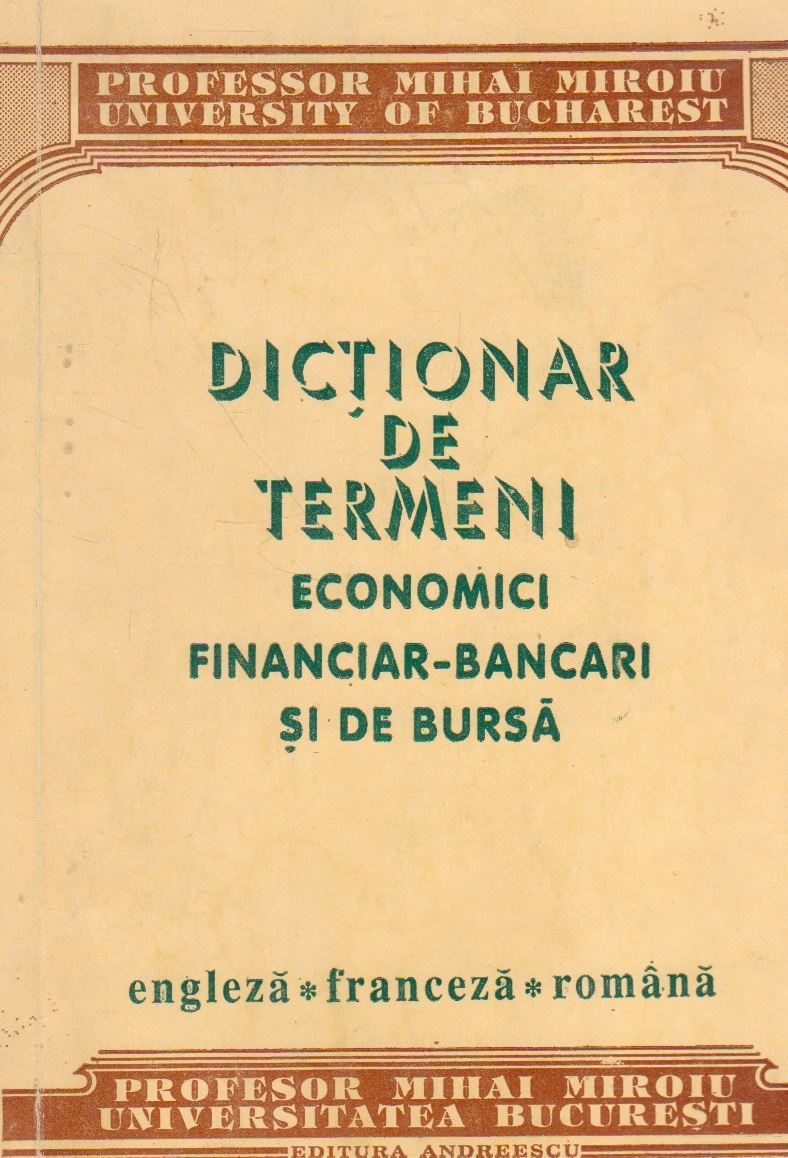 PROFESSOR MIHAI MIROIU
UNIVERSITY OF BUCHAREST
DICȚIONAR
DE
TERMENI
ECONOMICI
FINANCIAR-BANCARI
ȘI DE BURSĂ
engleză * franceză * română
PROFESOR MIHAI MIROIU
UNIVERSITATEA BUCUREȘTI
EDITURA ANDREESCU